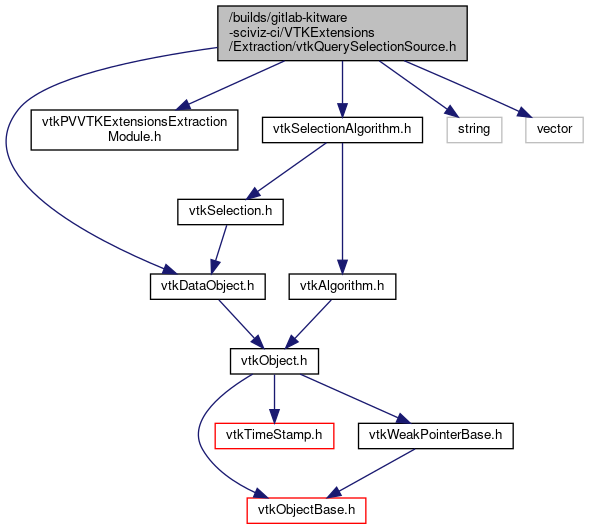 /builds/gitlab-kitware
-sciviz-ci/VTKExtensions
/Extraction/vtkQuerySelectionSource.h
vtkPVVTKExtensionsExtraction
Module.h
vtkSelectionAlgorithm.h
string
vector
vtkSelection.h
vtkDataObject.h
vtkAlgorithm.h
vtkObject.h
vtkTimeStamp.h
vtkWeakPointerBase.h
vtkObjectBase.h